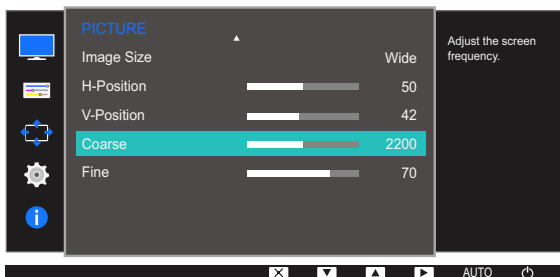 PICTURE
Image Size Wide
H-Position 50
V-Position 42
Coarse 2200
Fine 70
Adjust the screen
frequency.
AUTO